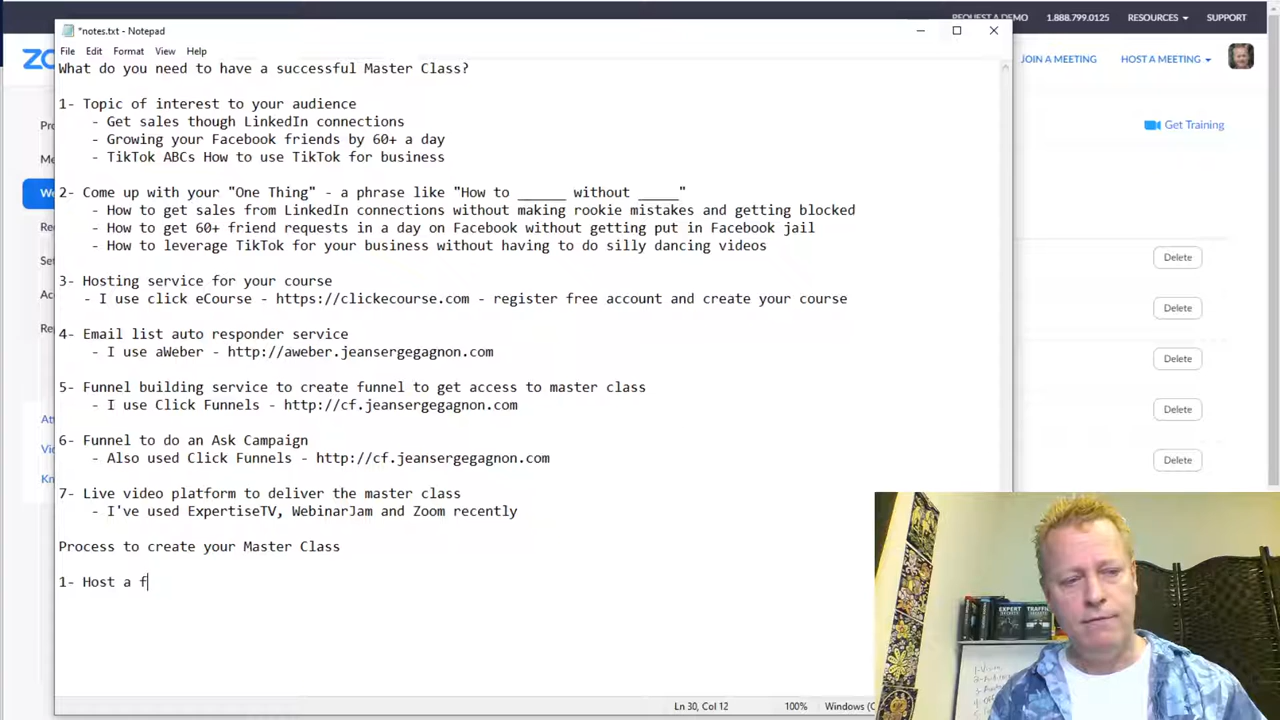 REQUEST A DEMO 1.888.799.0125 RESOURCES SUPPORT
*notes.txt - Notepad
File Edit Format View Help
JOIN A MEETING HOST A MEETING
Get Training
What do you need to have a successful Master Class?
1- Topic of interest to your audience
- Get sales though LinkedIn connections
- Growing your Facebook friends by 60+ a day
- TikTok ABCs How to use TikTok for business
2- Come up with your "One Thing" - a phrase like "How to ______ without _____"
- How to get sales from LinkedIn connections without making rookie mistakes and getting blocked
- How to get 60+ friend requests in a day on Facebook without getting put in Facebook jail
- How to leverage TikTok for your business without having to do silly dancing videos
Delete
3- Hosting service for your course
- I use click eCourse - https://clickecourse.com - register free account and create your course
Delete
4- Email list auto responder service
- I use aWeber - http://aweber.jeansergegagnon.com
Delete
5- Funnel building service to create funnel to get access to master class
- I use Click Funnels - http://cf.jeansergegagnon.com
Delete
6- Funnel to do an Ask Campaign
- Also used Click Funnels - http://cf.jeansergegagnon.com
Delete
7- Live video platform to deliver the master class
- I've used ExpertiseTV, WebinarJam and Zoom recently
Process to create your Master Class
1- Host a f
Ln 30, Col 12 100% Windows (C
EXPERT
TRAFFIC